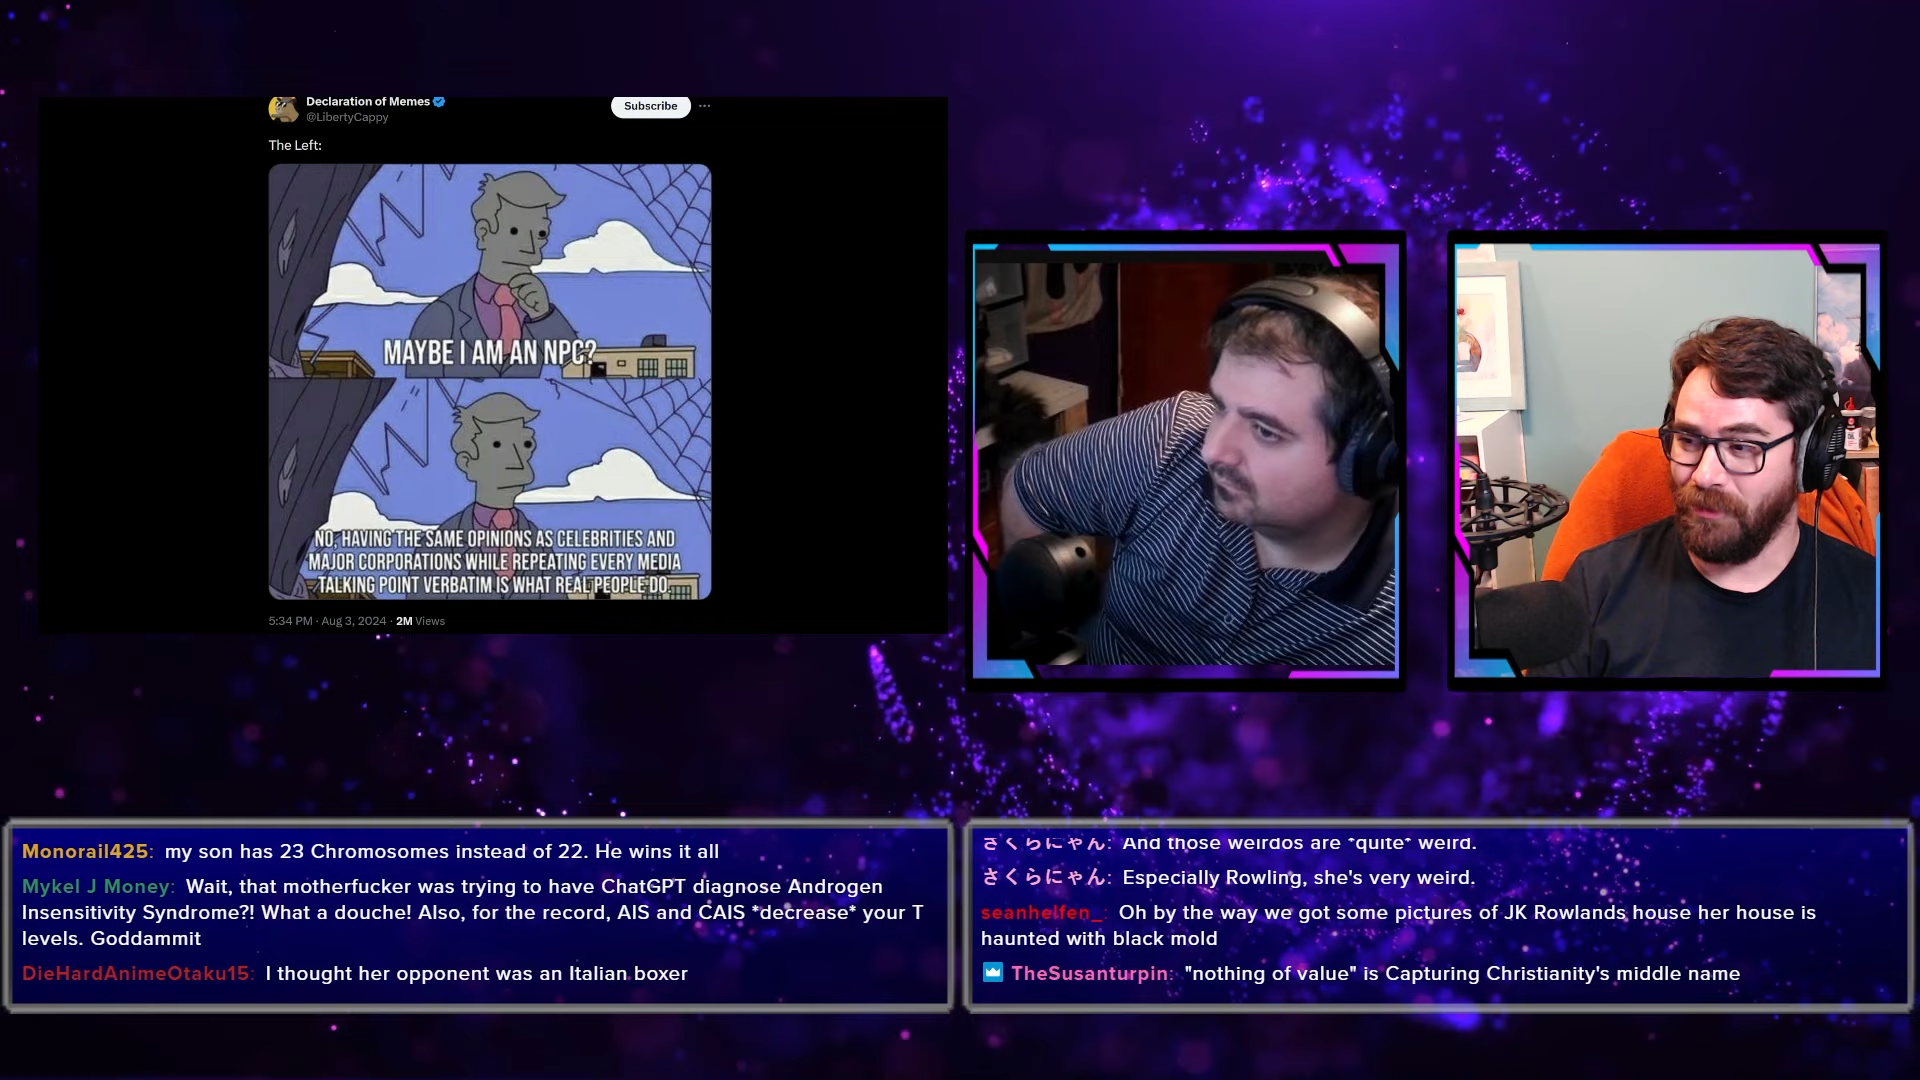 Declaration of Memes
@LibertyCappy
Subscribe
The Left:
MAYBE I AM AN NPC?
NO, HAVING THE SAME OPINIONS AS CELEBRITIES AND
MAJOR CORPORATIONS WHILE REPEATING EVERY MEDIA
TALKING POINT VERBATIM IS WHAT REAL PEOPLE DO.
5:34 PM · Aug 3, 2024 · 2M Views
Monorail425: my son has 23 Chromosomes instead of 22. He wins it all
Mykel J Money: Wait, that motherfucker was trying to have ChatGPT diagnose Androgen
Insensitivity Syndrome?! What a douche! Also, for the record, AIS and CAIS *decrease* your T
levels. Goddammit
DieHardAnimeOtaku15: I thought her opponent was an Italian boxer
さくらにゃん: And those weirdos are *quite* weird.
さくらにゃん: Especially Rowling, she's very weird.
seanhelfen_: Oh by the way we got some pictures of JK Rowlands house her house is
haunted with black mold
TheSusanturpin: "nothing of value" is Capturing Christianity's middle name